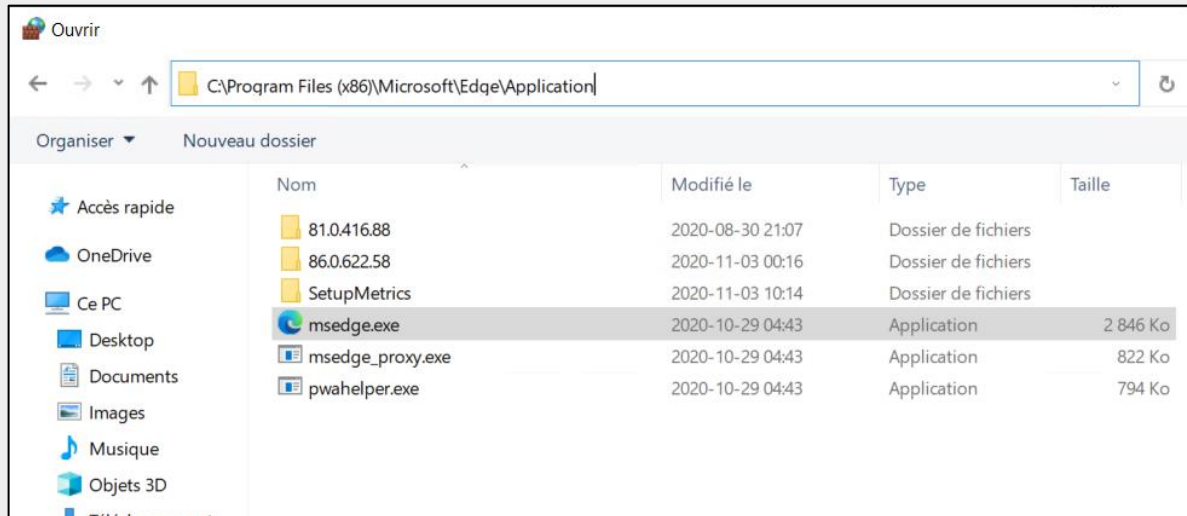 Ouvrir
C:\Program Files (x86)\Microsoft\Edge\Application
Organiser Nouveau dossier
Nom Modifié le Type Taille
Accès rapide
OneDrive
Ce PC
Desktop
Documents
Images
Musique
Objets 3D
81.0.416.88 2020-08-30 21:07 Dossier de fichiers
86.0.622.58 2020-11-03 00:16 Dossier de fichiers
SetupMetrics 2020-11-03 10:14 Dossier de fichiers
msedge.exe 2020-10-29 04:43 Application 2 846 Ko
msedge_proxy.exe 2020-10-29 04:43 Application 822 Ko
pwahelper.exe 2020-10-29 04:43 Application 794 Ko